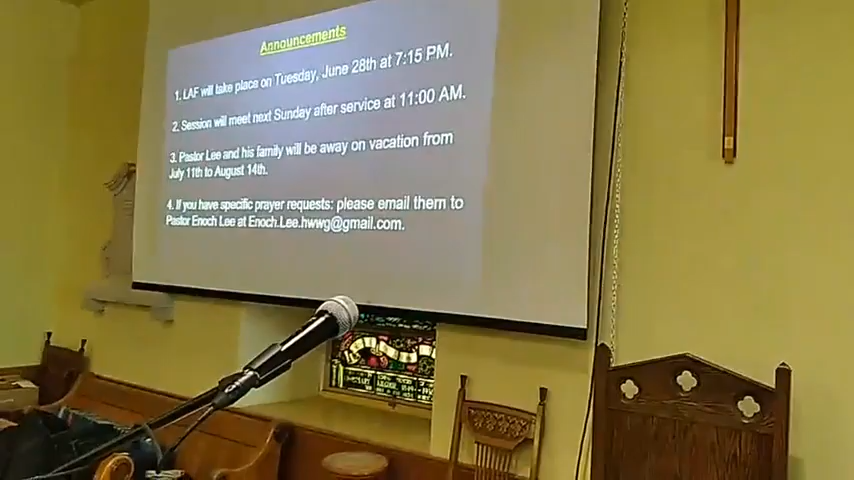 Announcements
1. LAF will take place on Tuesday, June 28th at 7:15 PM.
2. Session will meet next Sunday after service at 11:00 AM.
3. Pastor Lee and his family will be away on vacation from
July 11th to August 14th.
4. If you have specific prayer requests: please email them to
Pastor Enoch Lee at Enoch.Lee.hwwg@gmail.com.